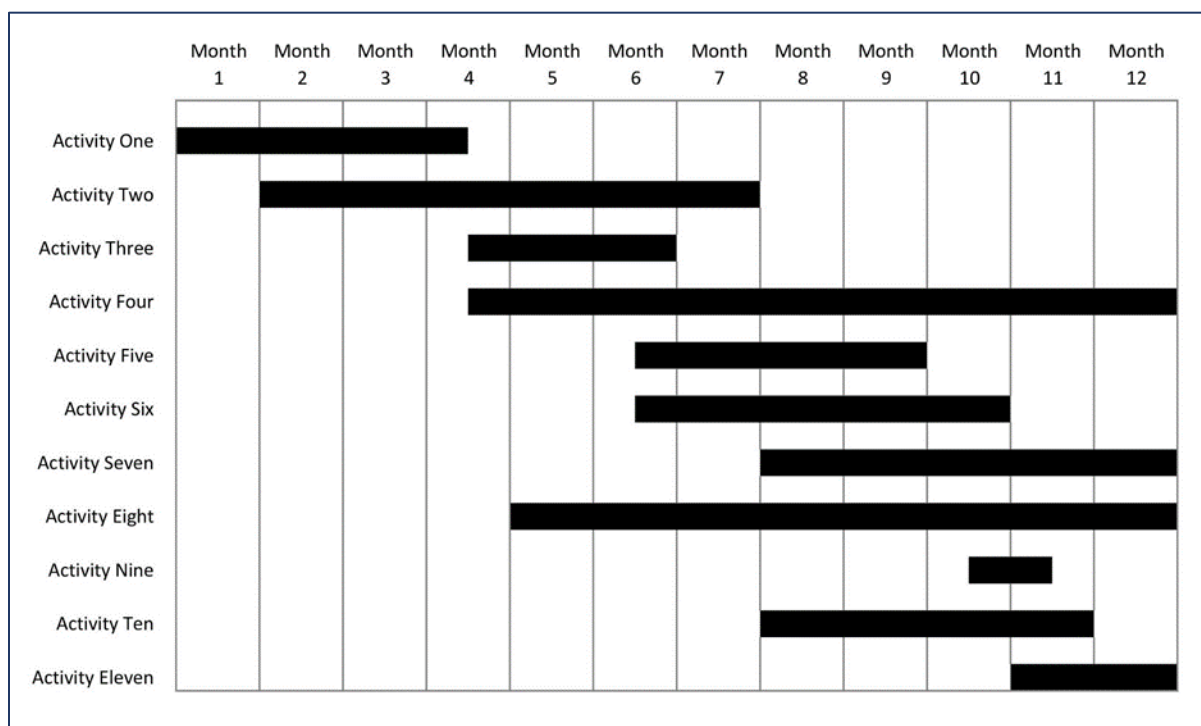 Month Month Month Month Month Month Month Month Month Month Month Month
1 2 3 4 5 6 7 8 9 10 11 12
Activity One
Activity Two
Activity Three
Activity Four
Activity Five
Activity Six
Activity Seven
Activity Eight
Activity Nine
Activity Ten
Activity Eleven